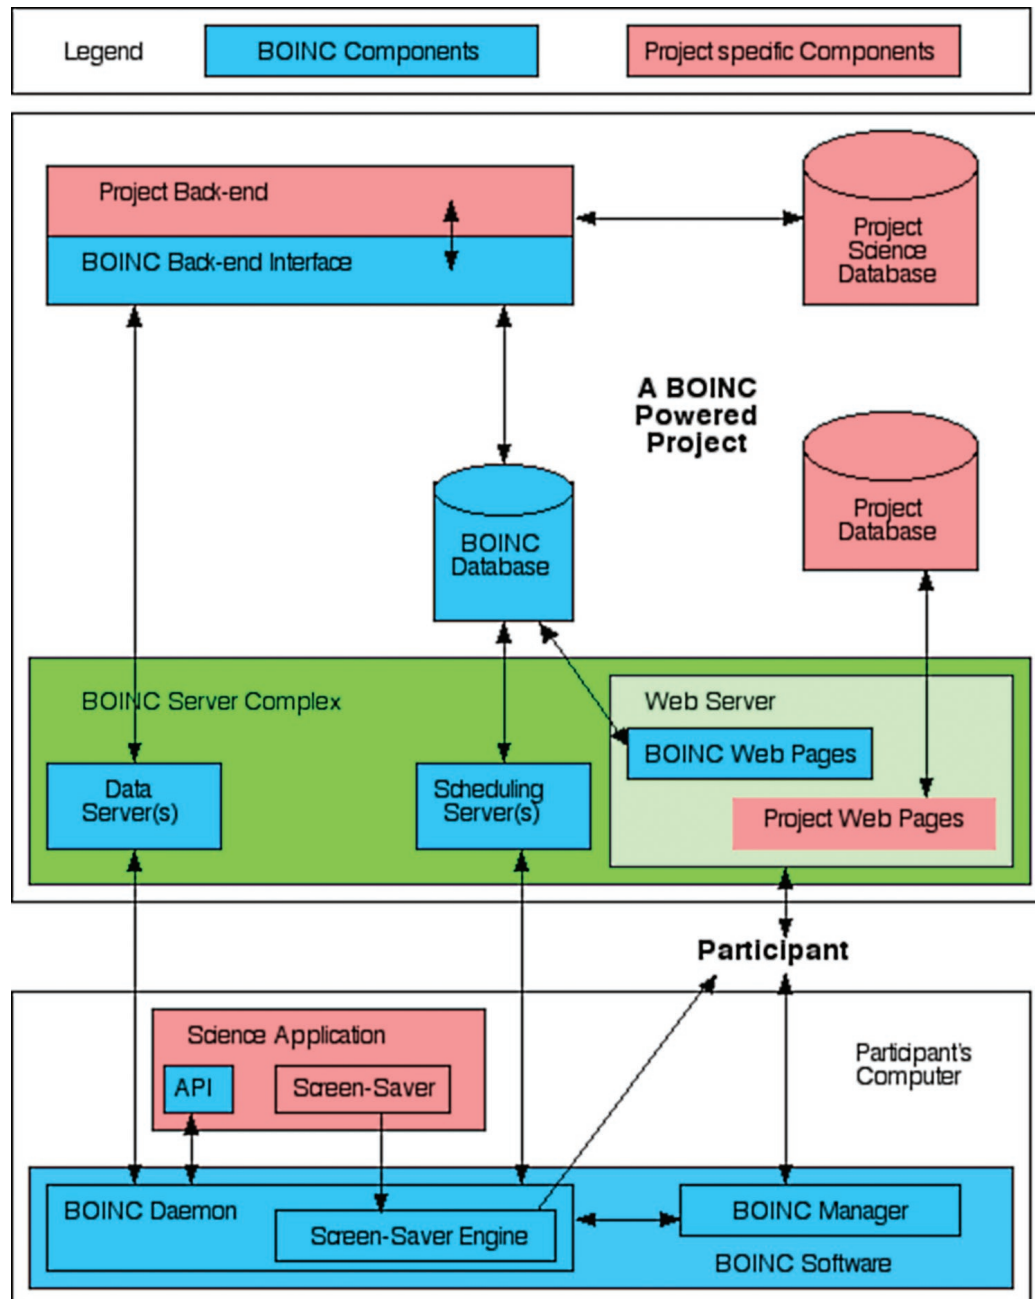 Legend
BOINC Components
Project specific Components
Project Back-end
BOINC Back-end Interface
Project
Science
Database
A BOINC
Powered
Project
Project
Database
BOINC
Database
BOINC Server Complex
Web Server
BOINC Web Pages
Data
Server(s)
Scheduling
Server(s)
Project Web Pages
Participant
Science Application
API
Screen-Saver
Participant's
Computer
BOINC Daemon
Screen-Saver Engine
BOINC Manager
BOINC Software